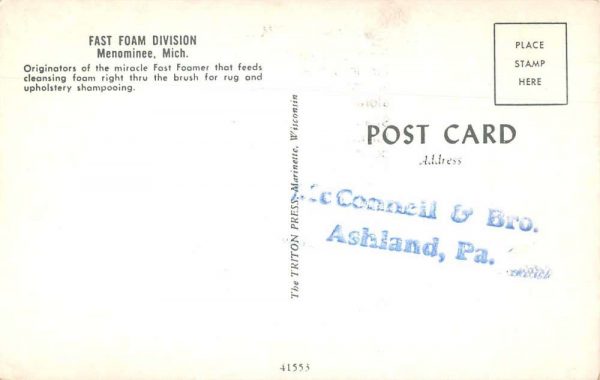 FAST FOAM DIVISION
Menominee, Mich.
Originators of the miracle Fast Foamer that feeds
cleansing foam right thru the brush for rug and
upholstery shampooing.
The TRITON PRESS, Marinette, Wisconsin
PLACE
STAMP
HERE
POST CARD
Address
McConnell & Bro.
Ashland, Pa.
41553